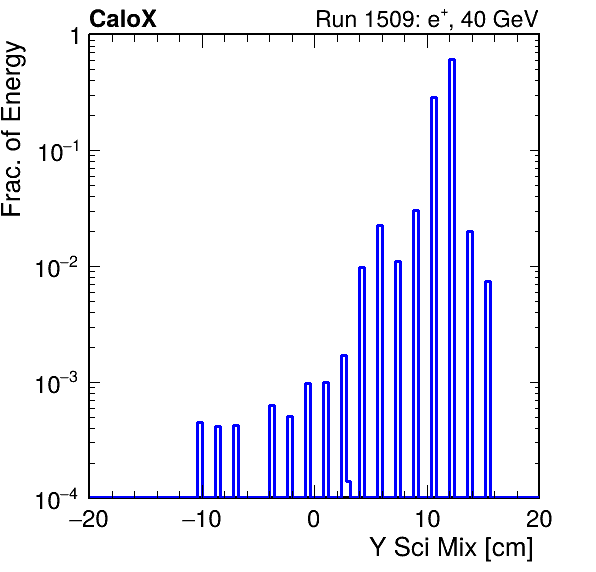 CaloX
Run 1509: e⁺, 40 GeV
Frac. of Energy
1
10⁻¹
10⁻²
10⁻³
10⁻⁴
−20 −10 0 10 20
Y Sci Mix [cm]